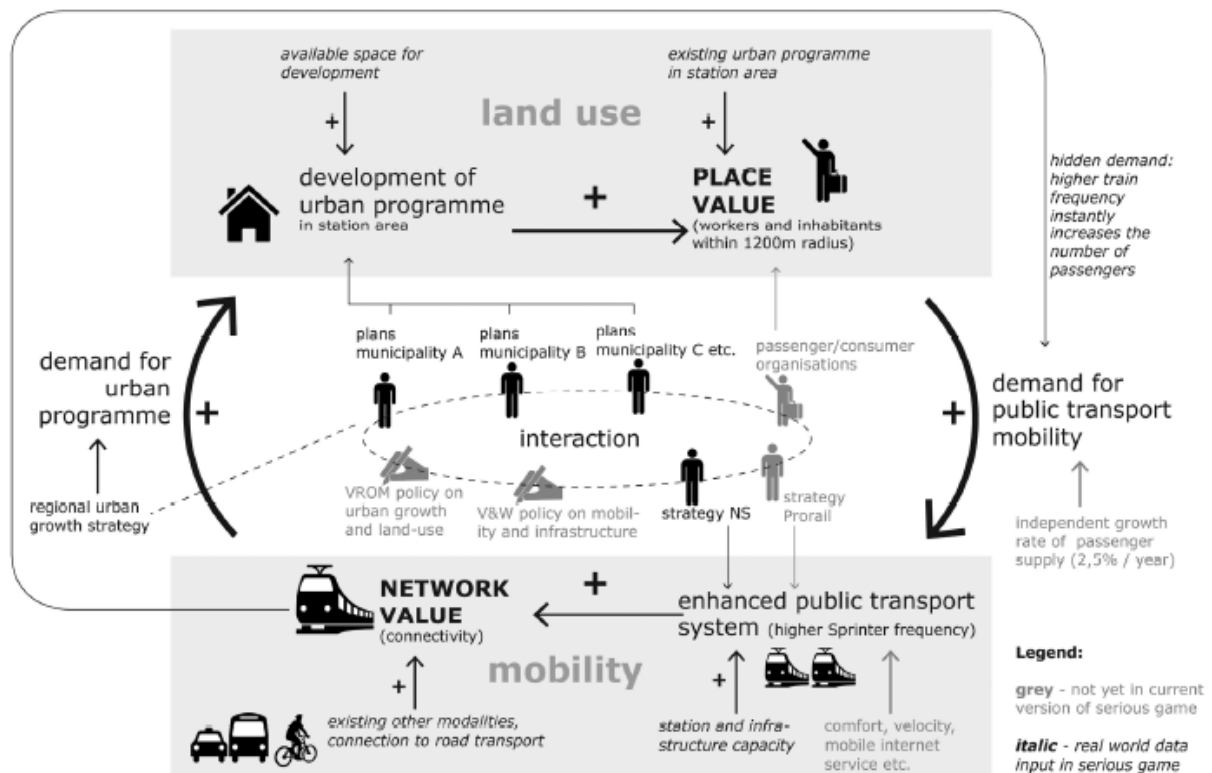 available space for
development
existing urban programme
in station area
+
land use
+
development of
urban programme
in station area
+
PLACE
VALUE
(workers and inhabitants
within 1200m radius)
hidden demand:
higher train
frequency
instantly
increases the
number of
passengers
demand for
urban
programme
+
regional urban
growth strategy
plans
municipality A
plans
municipality B
plans
municipality C etc.
passenger/consumer
organisations
interaction
VROM policy on
urban growth
and land-use
V&W policy on mobil-
ity and infrastructure
strategy NS
strategy
Prorail
+
demand for
public transport
mobility
independent growth
rate of passenger
supply (2,5% / year)
NETWORK
VALUE
(connectivity)
+
enhanced public transport
system (higher Sprinter frequency)
mobility
+
existing other modalities,
connection to road transport
+
station and infra-
structure capacity
comfort, velocity,
mobile internet
service etc.
Legend:
grey - not yet in current
version of serious game
italic - real world data
input in serious game